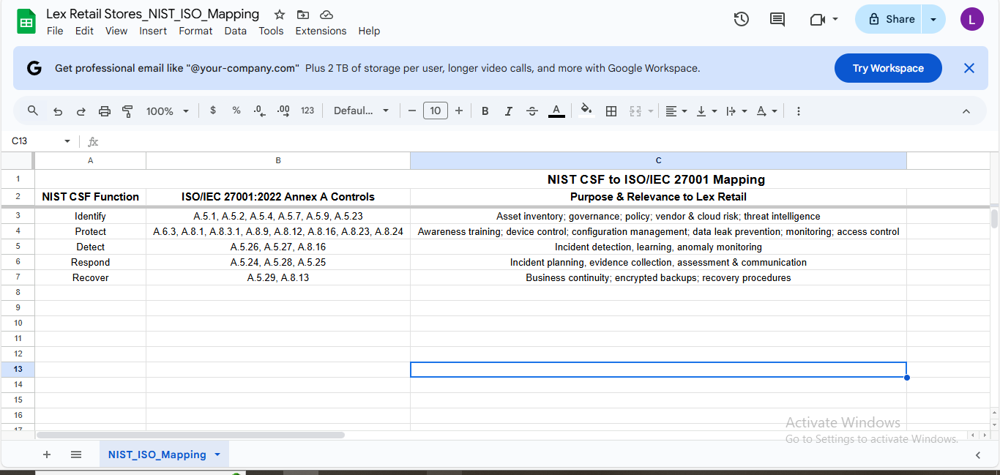 Lex Retail Stores_NIST_ISO_Mapping
File Edit View Insert Format Data Tools Extensions Help
Share
L
G Get professional email like "@your-company.com" Plus 2 TB of storage per user, longer video calls, and more with Google Workspace.
Try Workspace
100% $ % .0 .00 123 Defaul... 10 B I A
C13 fx
A B C
1 NIST CSF to ISO/IEC 27001 Mapping
2 NIST CSF Function ISO/IEC 27001:2022 Annex A Controls Purpose & Relevance to Lex Retail
3 Identify A.5.1, A.5.2, A.5.4, A.5.7, A.5.9, A.5.23 Asset inventory; governance; policy; vendor & cloud risk; threat intelligence
4 Protect A.6.3, A.8.1, A.8.3.1, A.8.9, A.8.12, A.8.16, A.8.23, A.8.24 Awareness training; device control; configuration management; data leak prevention; monitoring; access control
5 Detect A.5.26, A.5.27, A.8.16 Incident detection, learning, anomaly monitoring
6 Respond A.5.24, A.5.28, A.5.25 Incident planning, evidence collection, assessment & communication
7 Recover A.5.29, A.8.13 Business continuity; encrypted backups; recovery procedures
8
9
10
11
12
13
14
15
16
17
Activate Windows
Go to Settings to activate Windows.
NIST_ISO_Mapping